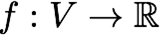 f : V → ℝ